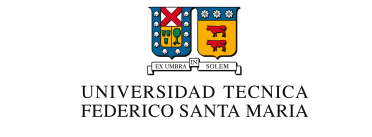 EX UMBRA IN SOLEM
UNIVERSIDAD TECNICA
FEDERICO SANTA MARIA